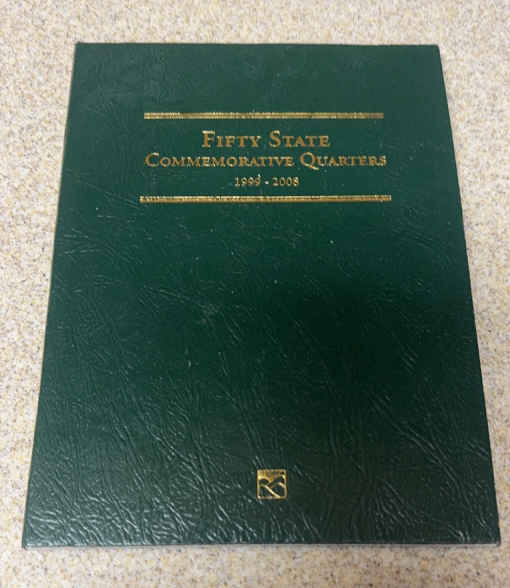 Fifty State
Commemorative Quarters
1999 - 2008